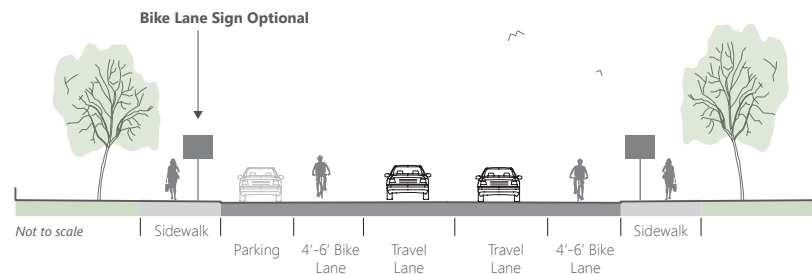 Bike Lane Sign Optional
Not to scale
Sidewalk
Sidewalk
Parking
4'-6' Bike
Lane
Travel
Lane
Travel
Lane
4'-6' Bike
Lane